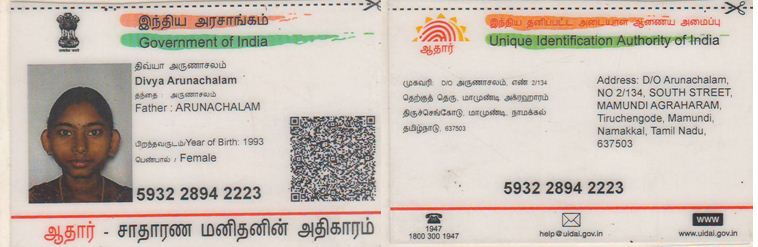 இந்திய அரசாங்கம்
Government of India
திவ்யா அருணாசலம்
Divya Arunachalam
தந்தை : அருணாசலம்
Father : ARUNACHALAM
பிறந்தவருடம்/Year of Birth: 1993
பெண்பால் / Female
5932 2894 2223
ஆதார் - சாதாரண மனிதனின் அதிகாரம்
இந்திய தனிப்பட்ட அடையாள ஆணைய அமைப்பு
ஆதார்
Unique Identification Authority of India
முகவரி: D/O அருணாசலம், எண் 2/134
தெற்குத் தெரு, மாமுண்டி அக்ரஹாரம்
திருச்செங்கோடு, மாமுண்டி, நாமக்கல்
தமிழ்நாடு, 637503
Address: D/O Arunachalam,
NO 2/134, SOUTH STREET,
MAMUNDI AGRAHARAM,
Tiruchengode, Mamundi,
Namakkal, Tamil Nadu,
637503
5932 2894 2223
1947
1800 300 1947
help@uidai.gov.in
www
www.uidai.gov.in